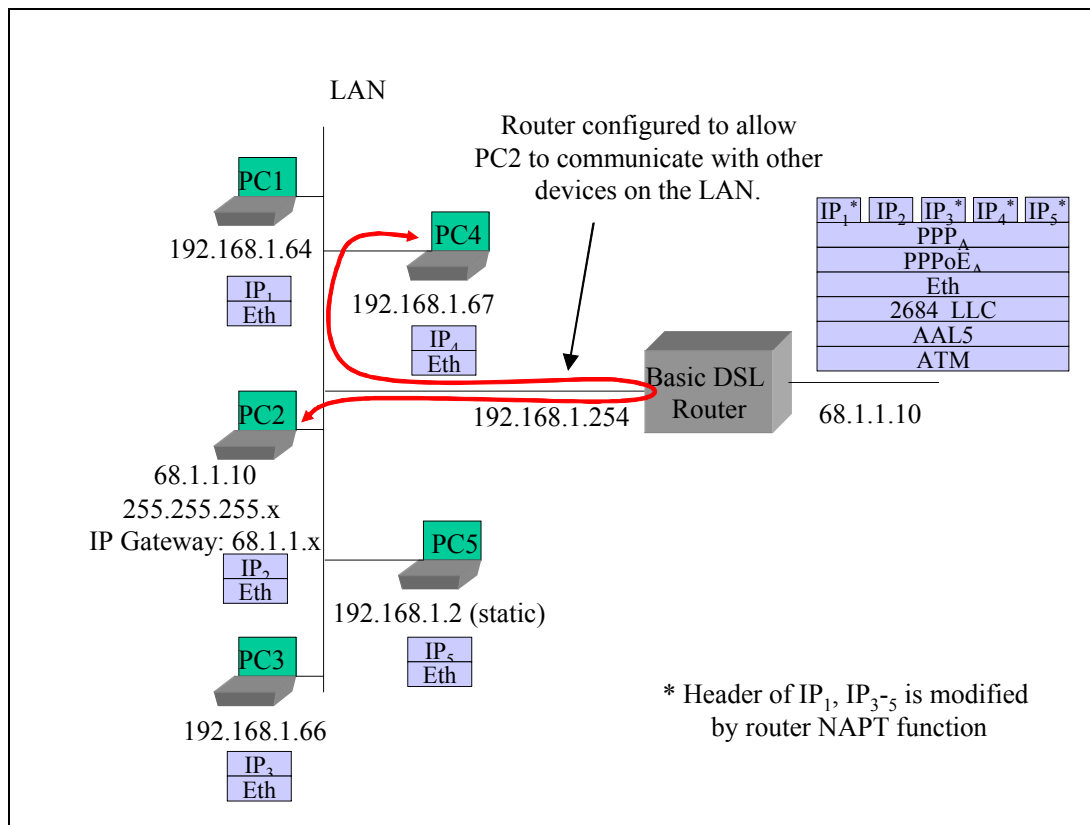 LAN
Router configured to allow
PC2 to communicate with other
devices on the LAN.
PC1
192.168.1.64
IP1
Eth
PC4
192.168.1.67
IP4
Eth
IP1* IP2 IP3* IP4* IP5*
PPPA
PPPoEA
Eth
2684 LLC
AAL5
ATM
Basic DSL
Router
192.168.1.254
68.1.1.10
PC2
68.1.1.10
255.255.255.x
IP Gateway: 68.1.1.x
IP2
Eth
PC5
192.168.1.2 (static)
IP5
Eth
PC3
192.168.1.66
IP3
Eth
* Header of IP1, IP3-5 is modified
by router NAPT function